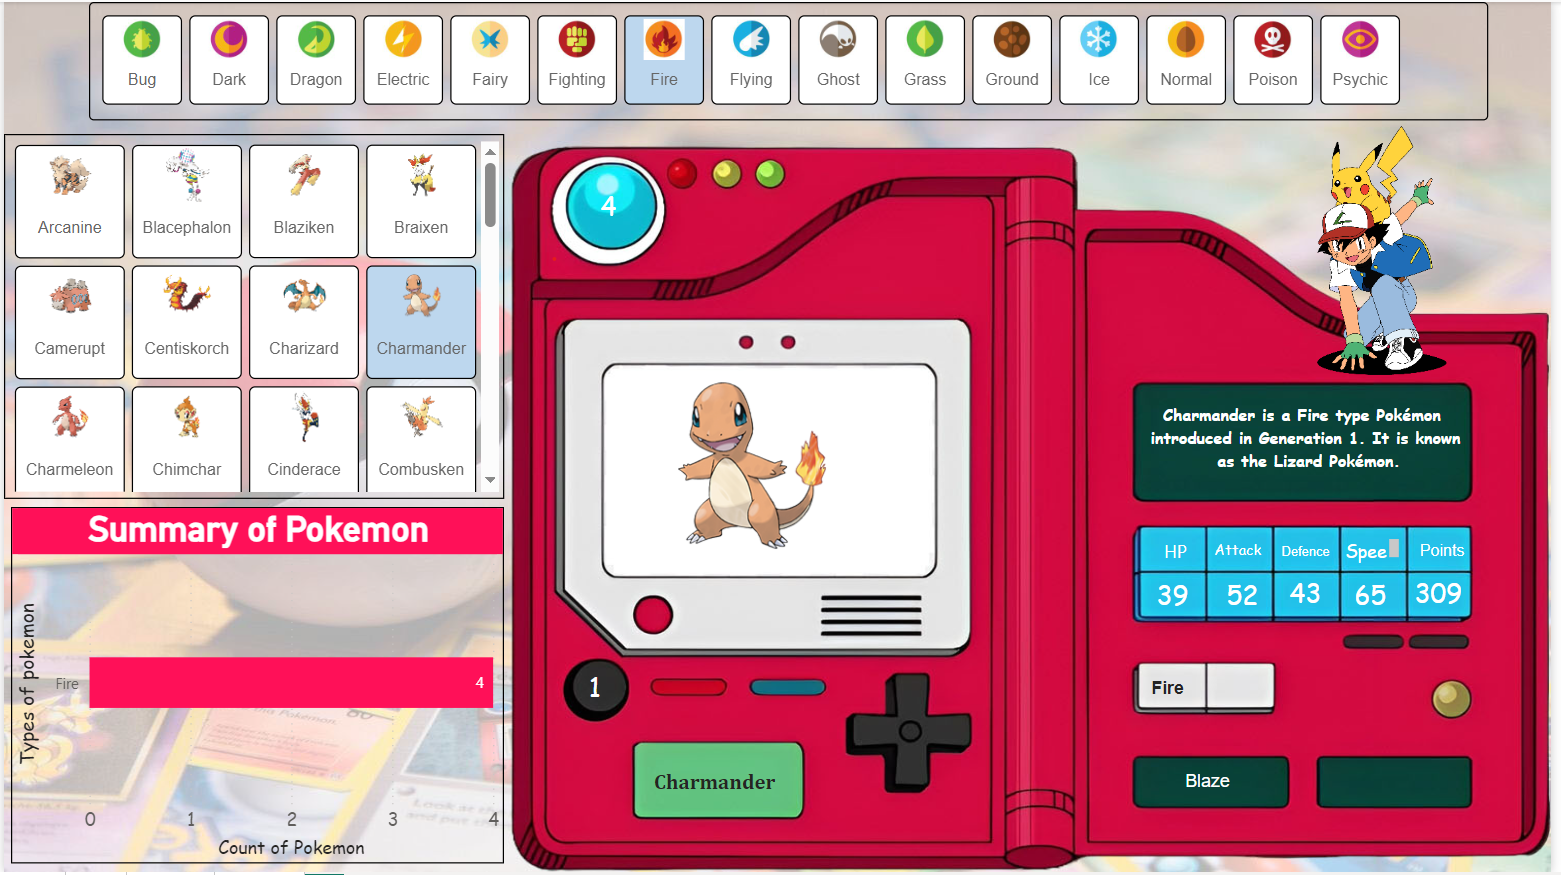 Bug
Dark
Dragon
Electric
Fairy
Fighting
Fire
Flying
Ghost
Grass
Ground
Ice
Normal
Poison
Psychic
Arcanine
Blacephalon
Blaziken
Braixen
Camerupt
Centiskorch
Charizard
Charmander
Charmeleon
Chimchar
Cinderace
Combusken
Summary of Pokemon
Types of pokemon
Fire
4
0 1 2 3 4
Count of Pokemon
4
1
Charmander
Charmander is a Fire type Pokémon
introduced in Generation 1. It is known
as the Lizard Pokémon.
HP Attack Defence Spee Points
39 52 43 65 309
Fire
Blaze